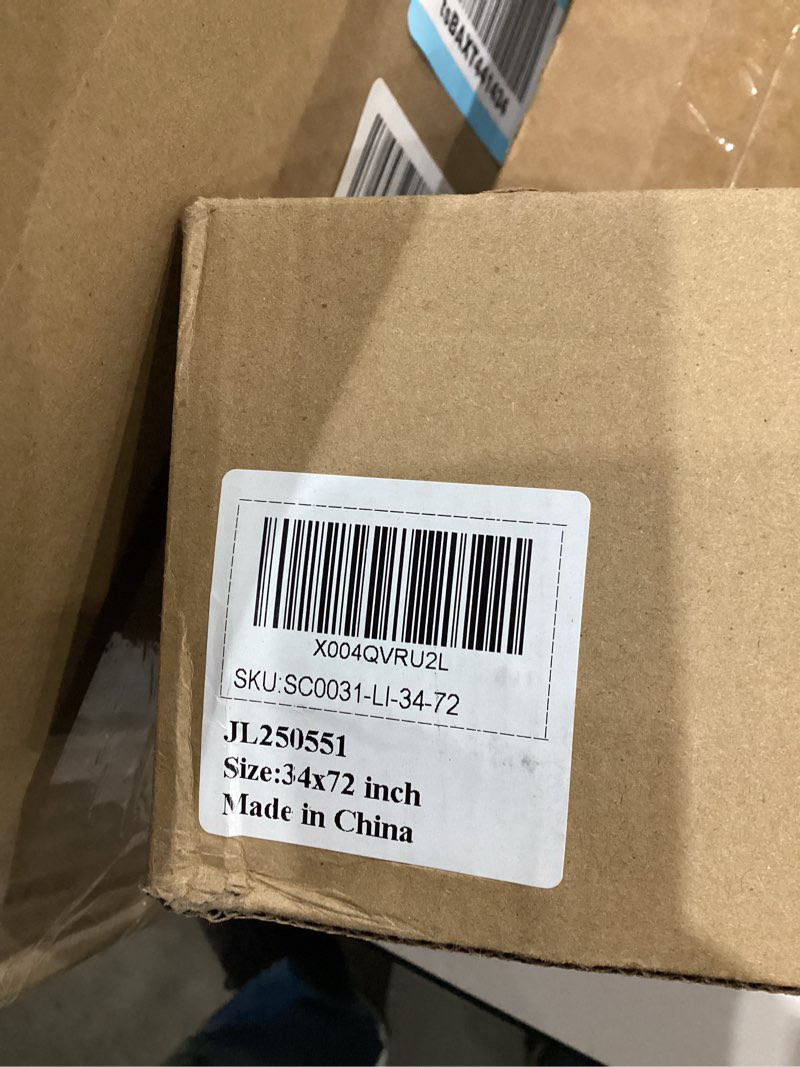 X004QVRU2L
SKU:SC0031-LI-34-72
JL250551
Size:34x72 inch
Made in China